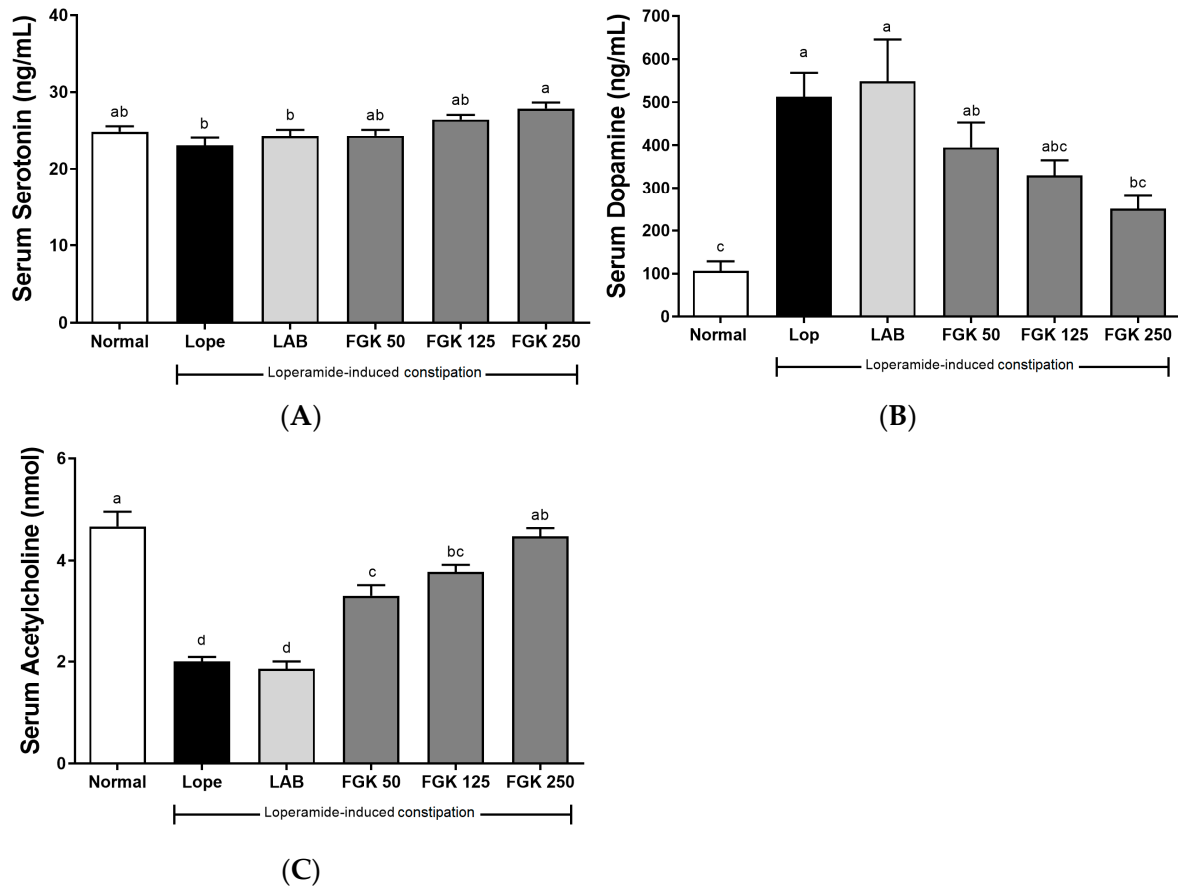 Serum Serotonin (ng/mL)
40
30
20
10
0
ab
b
b
ab
ab
a
Normal
Lope
LAB
FGK 50
FGK 125
FGK 250
Loperamide-induced constipation
(A)
Serum Dopamine (ng/mL)
700
600
500
400
300
200
100
0
c
a
a
ab
abc
bc
Normal
Lop
LAB
FGK 50
FGK 125
FGK 250
Loperamide-induced constipation
(B)
Serum Acetylcholine (nmol)
6
4
2
0
a
d
d
c
bc
ab
Normal
Lope
LAB
FGK 50
FGK 125
FGK 250
Loperamide-induced constipation
(C)